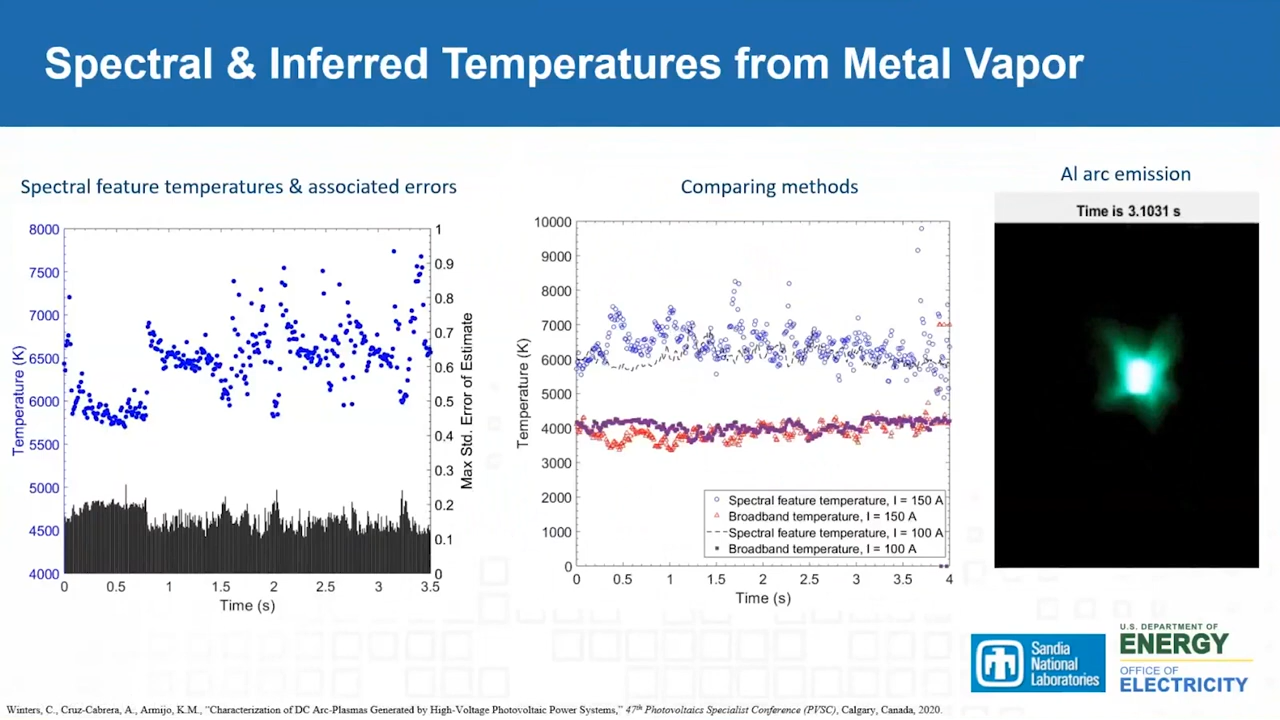 Spectral & Inferred Temperatures from Metal Vapor
Spectral feature temperatures & associated errors
8000
7500
7000
6500
6000
5500
5000
4500
4000
Temperature (K)
1
0.9
0.8
0.7
0.6
0.5
0.4
0.3
0.2
0.1
0
Max Std. Error of Estimate
0 0.5 1 1.5 2 2.5 3 3.5
Time (s)
Comparing methods
10000
9000
8000
7000
6000
5000
4000
3000
2000
1000
0
Temperature (K)
Spectral feature temperature, I = 150 A
Broadband temperature, I = 150 A
Spectral feature temperature, I = 100 A
Broadband temperature, I = 100 A
0 0.5 1 1.5 2 2.5 3 3.5 4
Time (s)
Al arc emission
Time is 3.1031 s
Sandia
National
Laboratories
U.S. DEPARTMENT OF
ENERGY
OFFICE OF
ELECTRICITY
Winters, C., Cruz-Cabrera, A., Armijo, K.M., "Characterization of DC Arc-Plasmas Generated by High-Voltage Photovoltaic Power Systems," 47th Photovoltaics Specialist Conference (PVSC), Calgary, Canada, 2020.